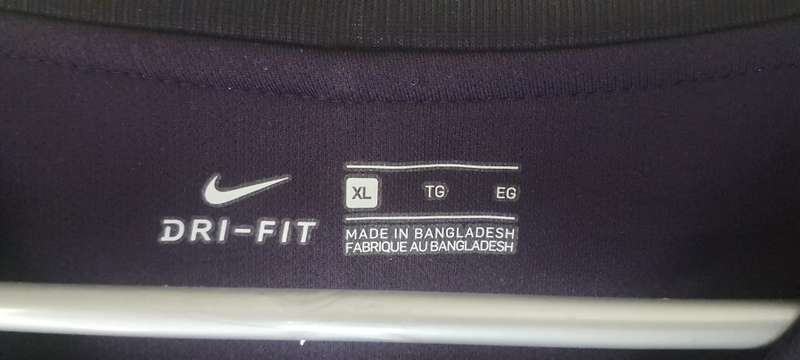 XL TG EG
DRI-FIT
MADE IN BANGLADESH
FABRIQUE AU BANGLADESH